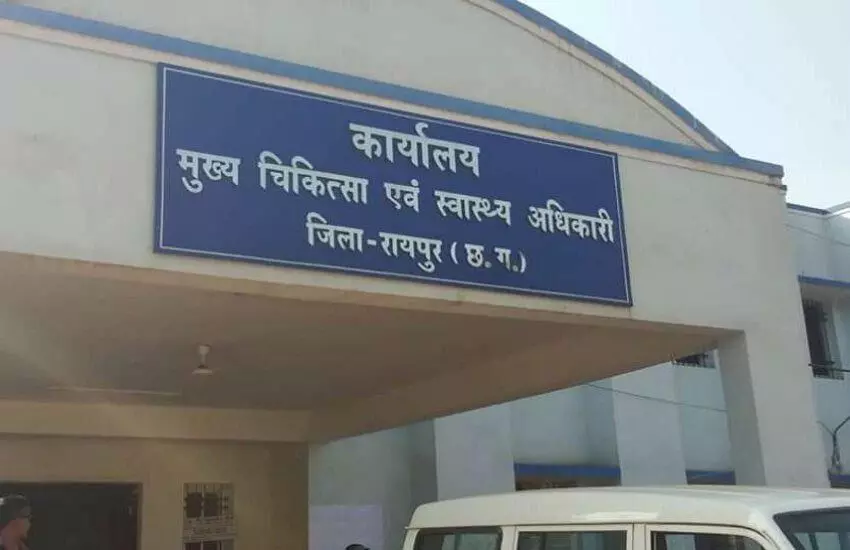 कार्यालय
मुख्य चिकित्सा एवं स्वास्थ्य अधिकारी
जिला-रायपुर (छ.ग.)